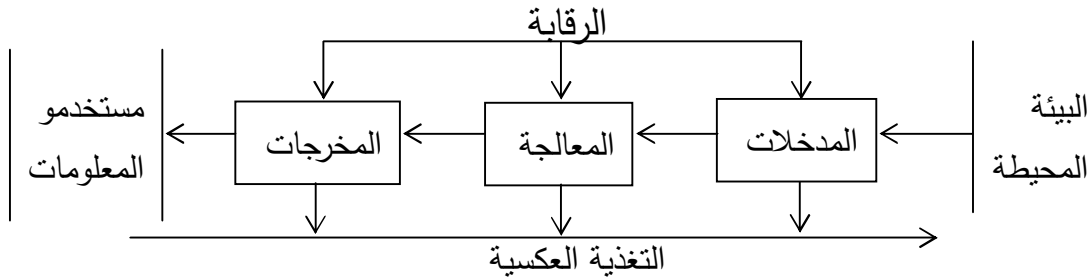 الرقابة
البيئة
المحيطة
المدخلات
المعالجة
المخرجات
مستخدمو
المعلومات
التغذية العكسية